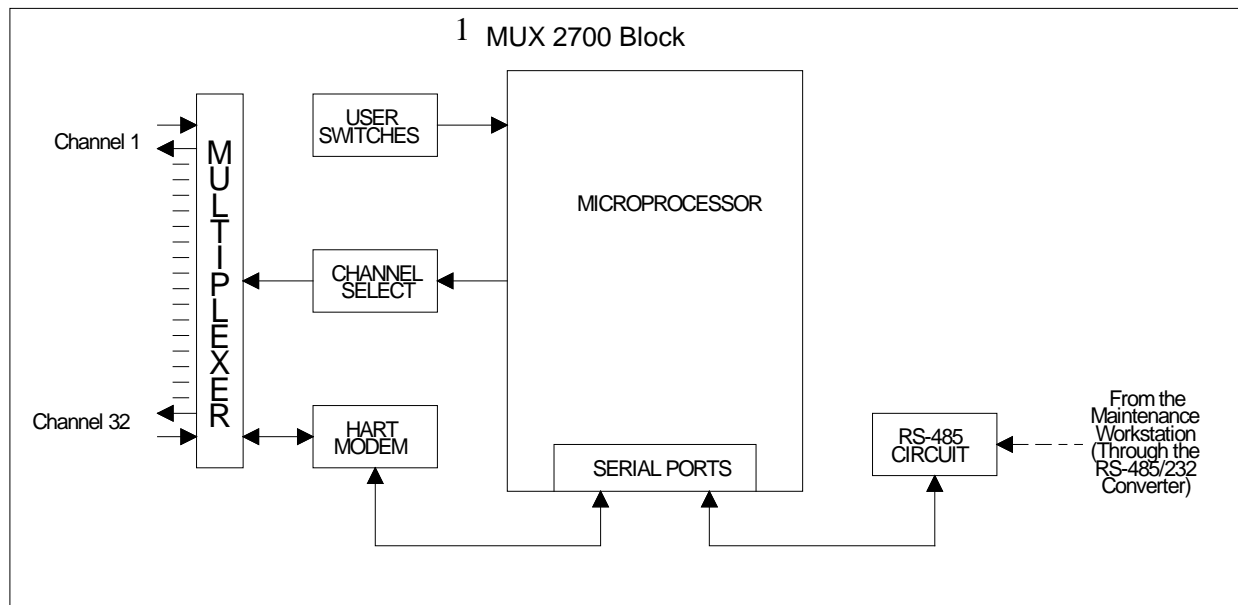 1 MUX 2700 Block
Channel 1
MULTIPLEXER
Channel 32
USER
SWITCHES
CHANNEL
SELECT
HART
MODEM
MICROPROCESSOR
SERIAL PORTS
RS-485
CIRCUIT
From the
Maintenance
Workstation
(Through the
RS-485/232
Converter)